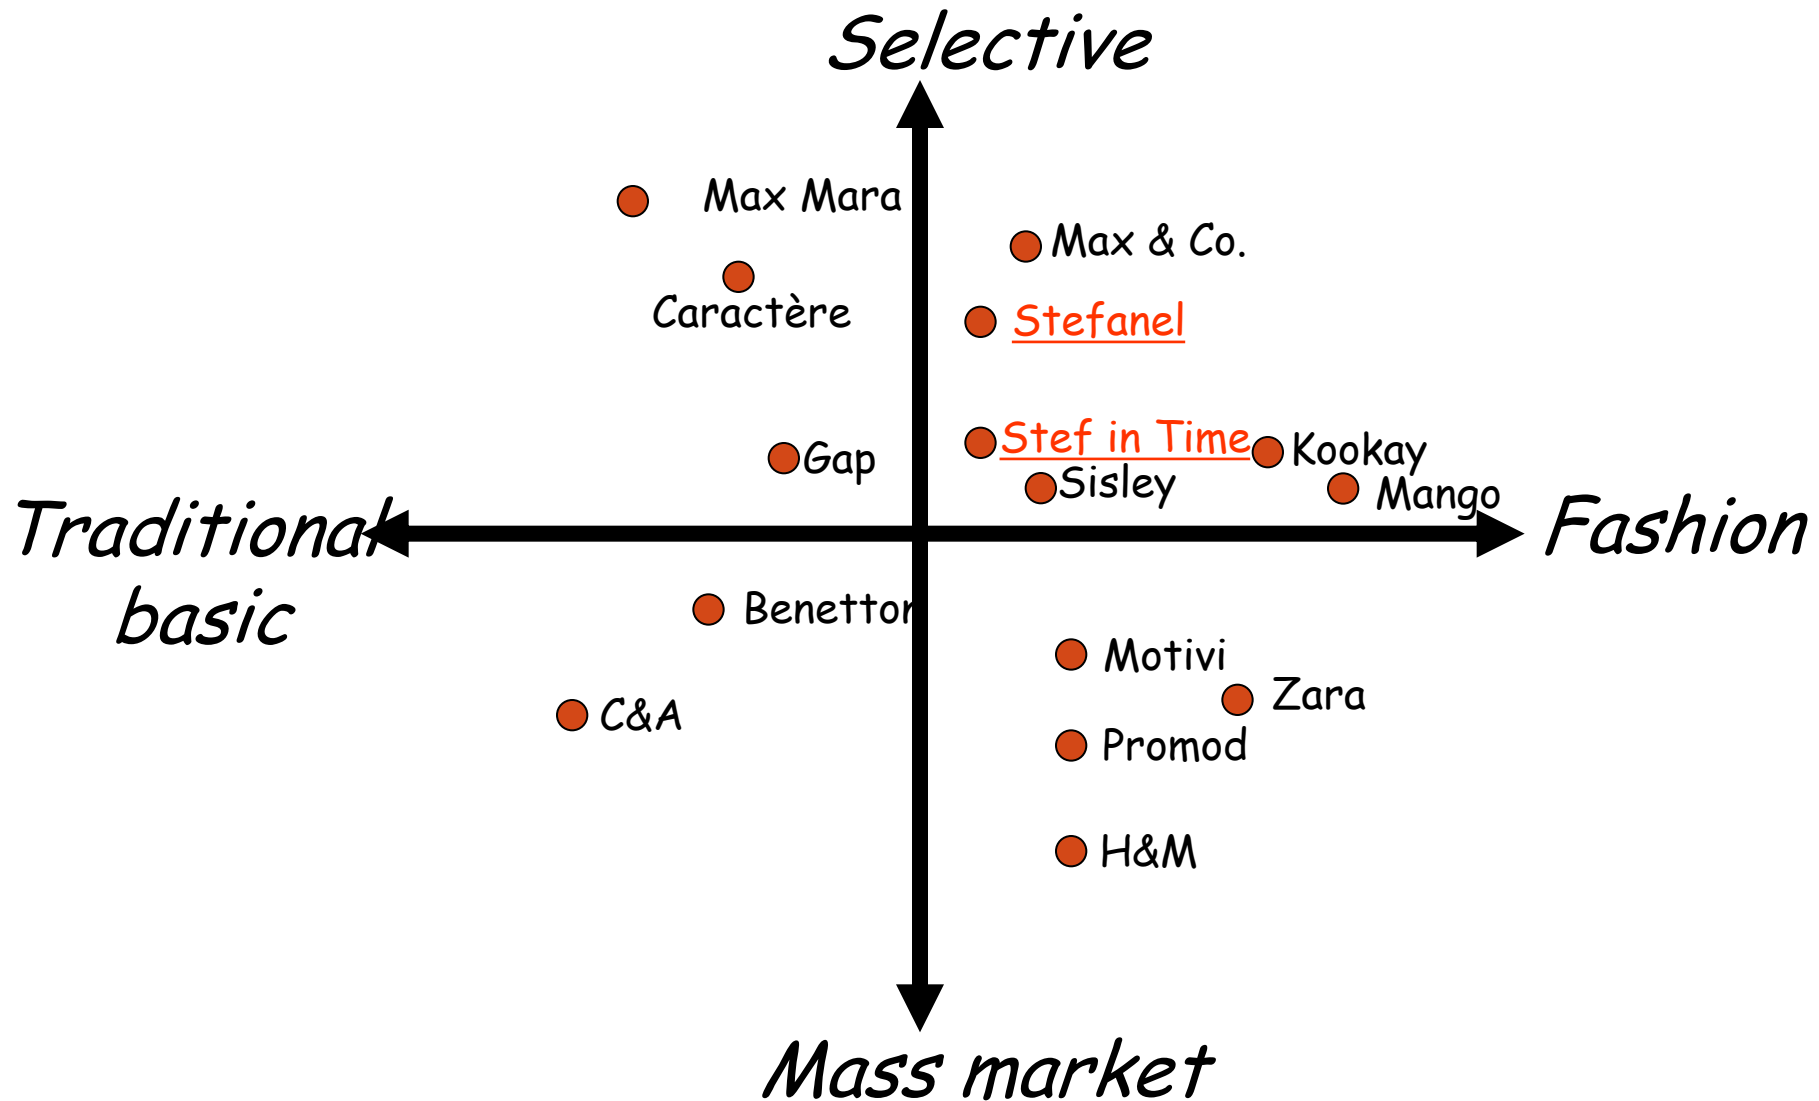 Selective
Max Mara
Max & Co.
Caractère
Stefanel
Stef in Time
Kookay
Gap
Sisley
Mango
Traditional
basic
Fashion
Benetton
Motivi
Zara
C&A
Promod
H&M
Mass market